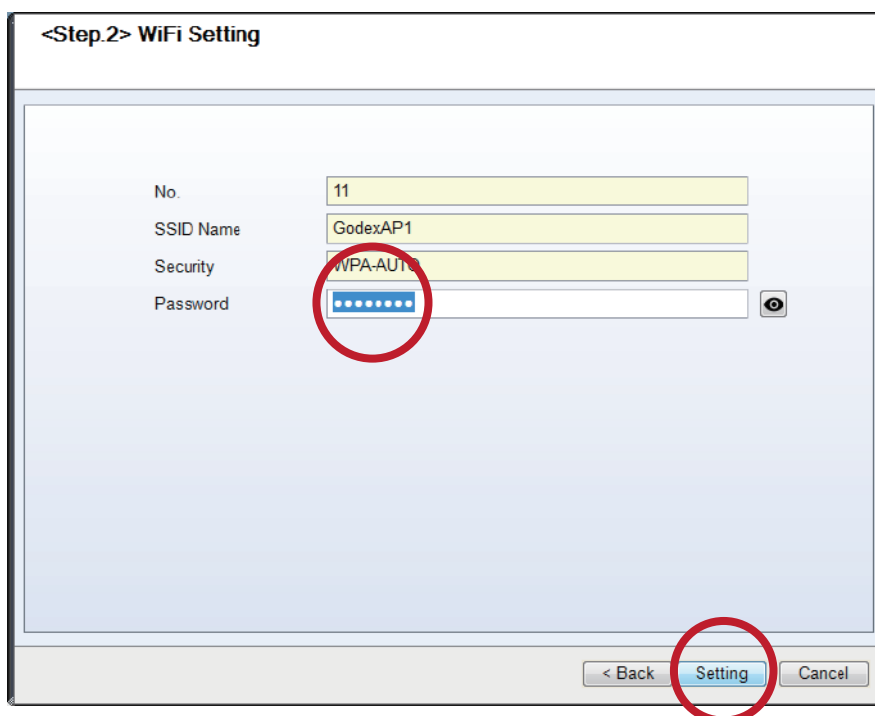 <Step.2> WiFi Setting
No. 11
SSID Name GodexAP1
Security WPA-AUTO
Password ••••••••
< Back Setting Cancel